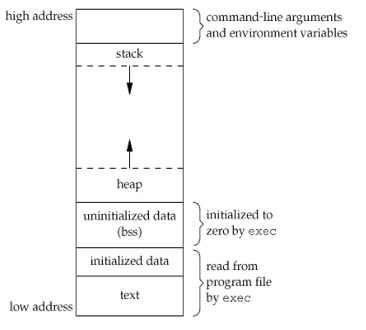 high address
command-line arguments
and environment variables
stack
heap
uninitialized data
(bss)
initialized to
zero by exec
initialized data
read from
program file
by exec
text
low address